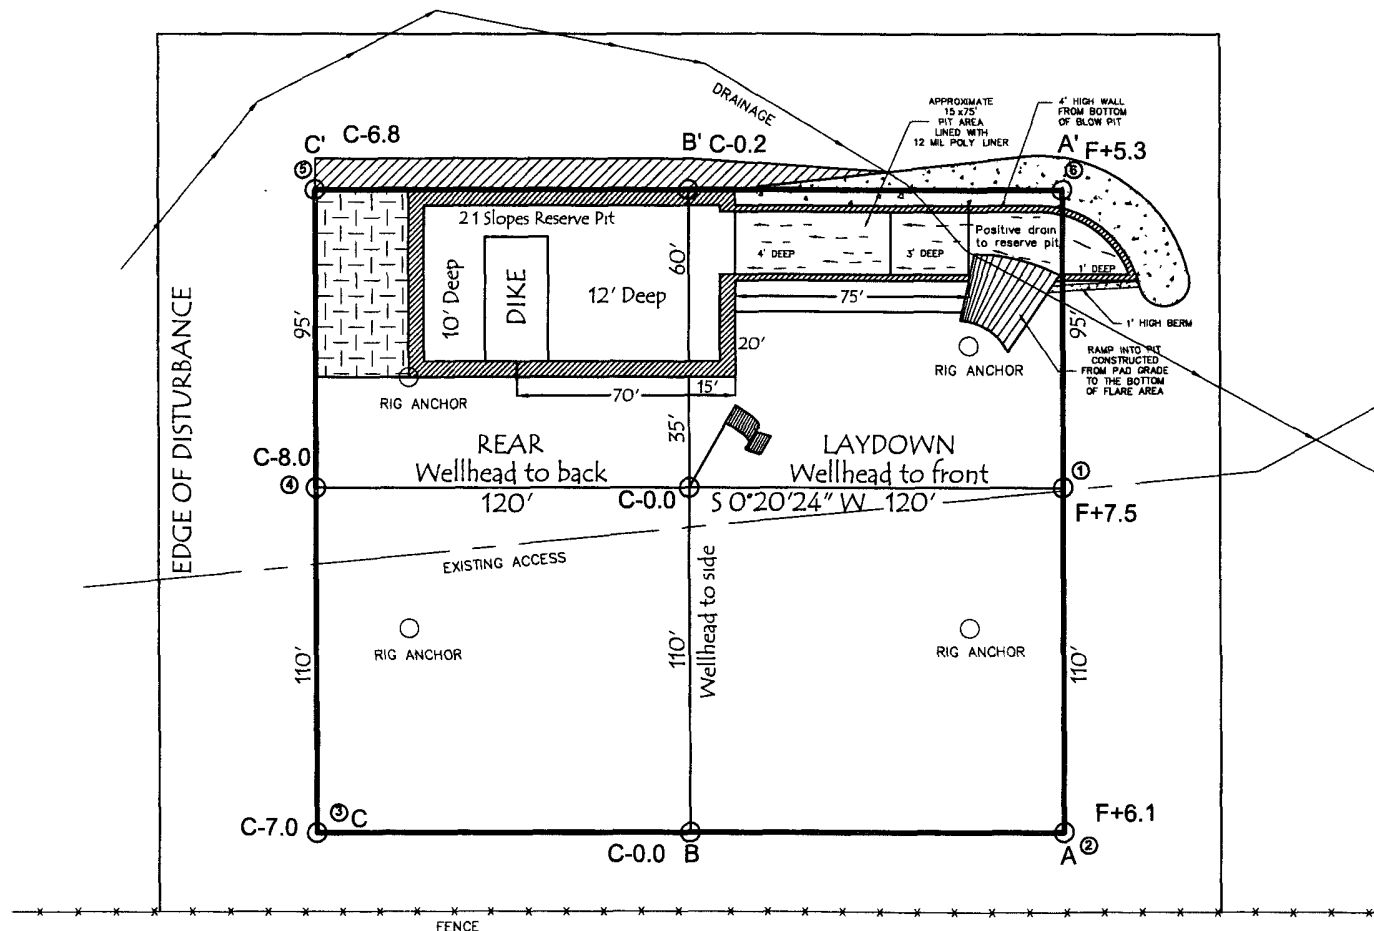 DRAINAGE
APPROXIMATE
15 x75'
PIT AREA
LINED WITH
12 MIL POLY LINER
4' HIGH WALL
FROM BOTTOM
OF BLOW PIT
C'
C-6.8
B'
C-0.2
A'
F+5.3
5
6
2 1 Slopes Reserve Pit
10' Deep
DIKE
12' Deep
60'
4' DEEP
3' DEEP
Positive drain
to reserve pit
1' DEEP
75'
1' HIGH BERM
EDGE OF DISTURBANCE
95'
95'
20'
15'
70'
35'
RAMP INTO PIT
CONSTRUCTED
FROM PAD GRADE
TO THE BOTTOM
OF FLARE AREA
RIG ANCHOR
RIG ANCHOR
REAR
Wellhead to back
120'
LAYDOWN
Wellhead to front
S 0°20'24" W 120'
C-8.0
4
C-0.0
1
F+7.5
EXISTING ACCESS
Wellhead to side
110'
110'
110'
RIG ANCHOR
RIG ANCHOR
C-7.0
3
C
C-0.0
B
F+6.1
A
2
FENCE